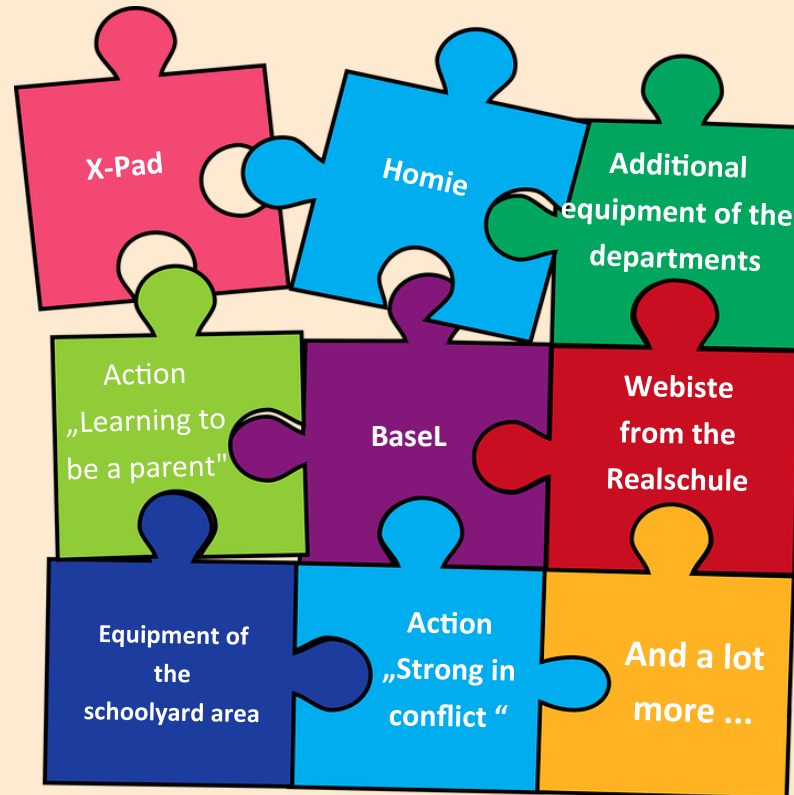 X-Pad
Homie
Additional
equipment of the
departments
Action
„Learning to
be a parent"
BaseL
Webiste
from the
Realschule
Equipment of
the
schoolyard area
Action
„Strong in
conflict “
And a lot
more ...